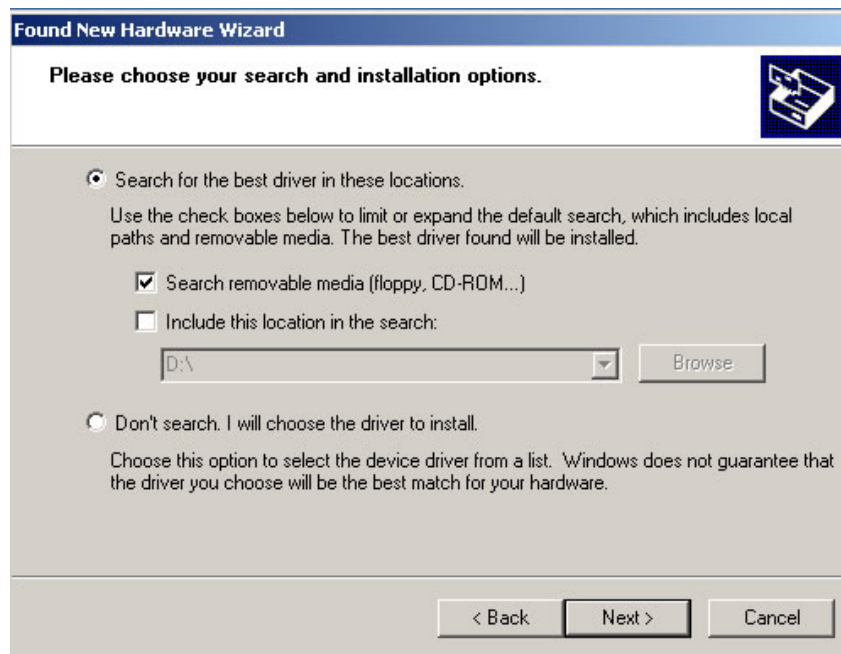 Found New Hardware Wizard
Please choose your search and installation options.
Search for the best driver in these locations.
Use the check boxes below to limit or expand the default search, which includes local
paths and removable media. The best driver found will be installed.
Search removable media (floppy, CD-ROM...)
Include this location in the search:
D:\
Browse
Don't search. I will choose the driver to install.
Choose this option to select the device driver from a list.  Windows does not guarantee that
the driver you choose will be the best match for your hardware.
< Back
Next >
Cancel